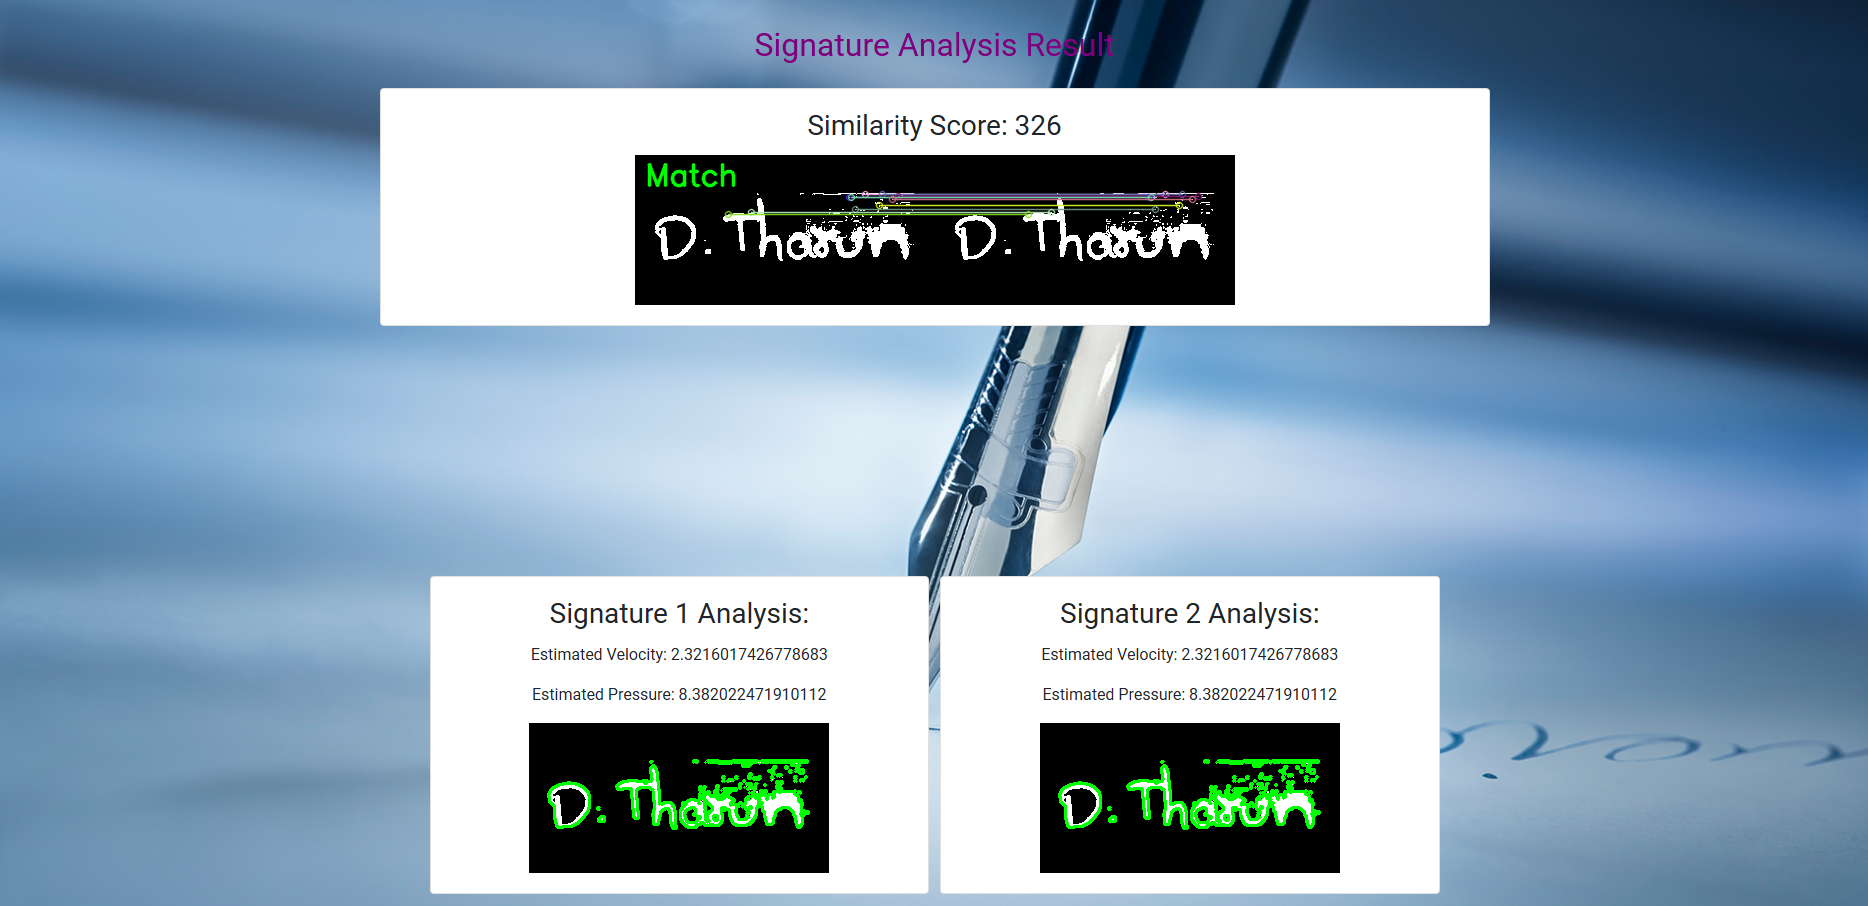 Signature Analysis Result
Similarity Score: 326
Match
D. Tharun D. Tharun
Signature 1 Analysis:
Estimated Velocity: 2.3216017426778683
Estimated Pressure: 8.382022471910112
D. Tharun
Signature 2 Analysis:
Estimated Velocity: 2.3216017426778683
Estimated Pressure: 8.382022471910112
D. Tharun